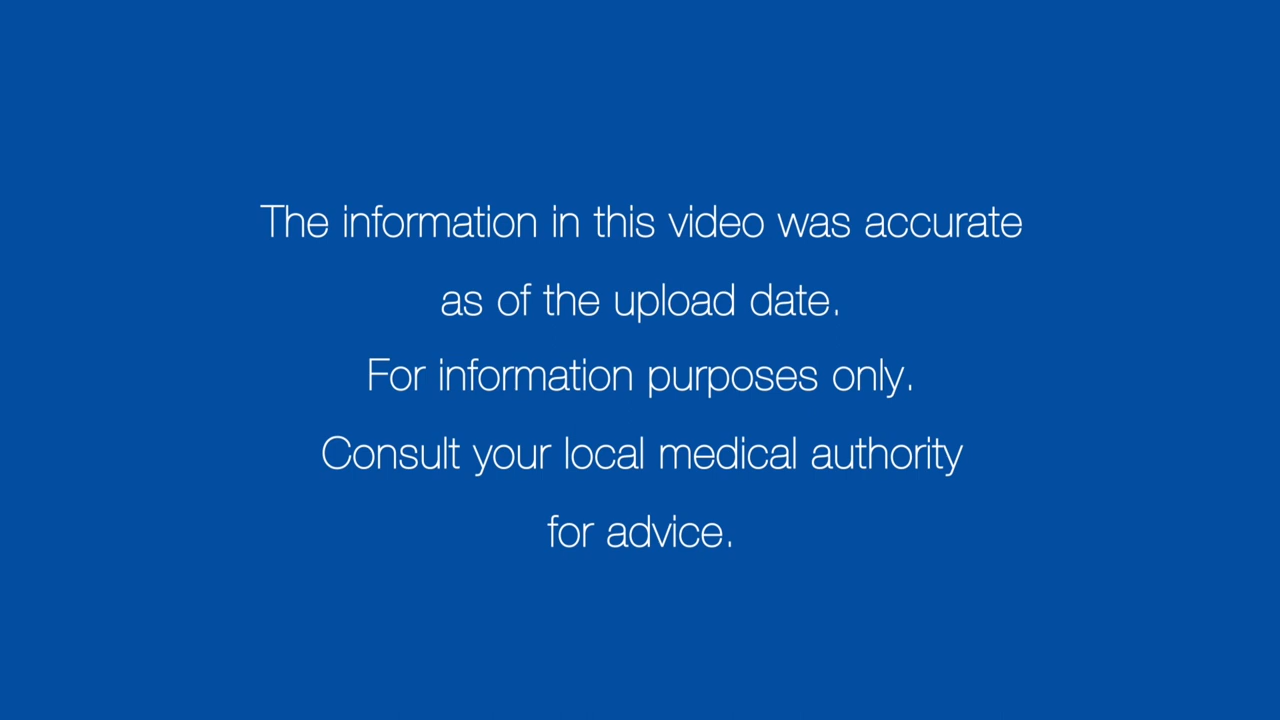 The information in this video was accurate
as of the upload date.
For information purposes only.
Consult your local medical authority
for advice.